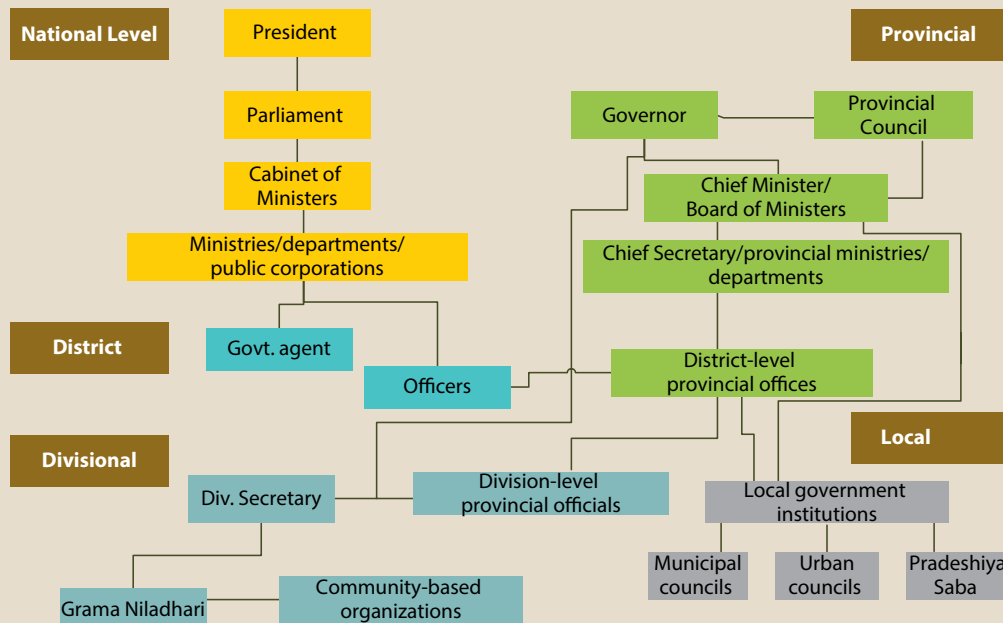 National Level
President
Provincial
Parliament
Governor
Provincial
Council
Cabinet of
Ministers
Chief Minister/
Board of Ministers
Ministries/departments/
public corporations
Chief Secretary/provincial ministries/
departments
District
Govt. agent
Officers
District-level
provincial offices
Divisional
Local
Div. Secretary
Division-level
provincial officials
Local government
institutions
Municipal
councils
Urban
councils
Pradeshiya
Saba
Grama Niladhari
Community-based
organizations